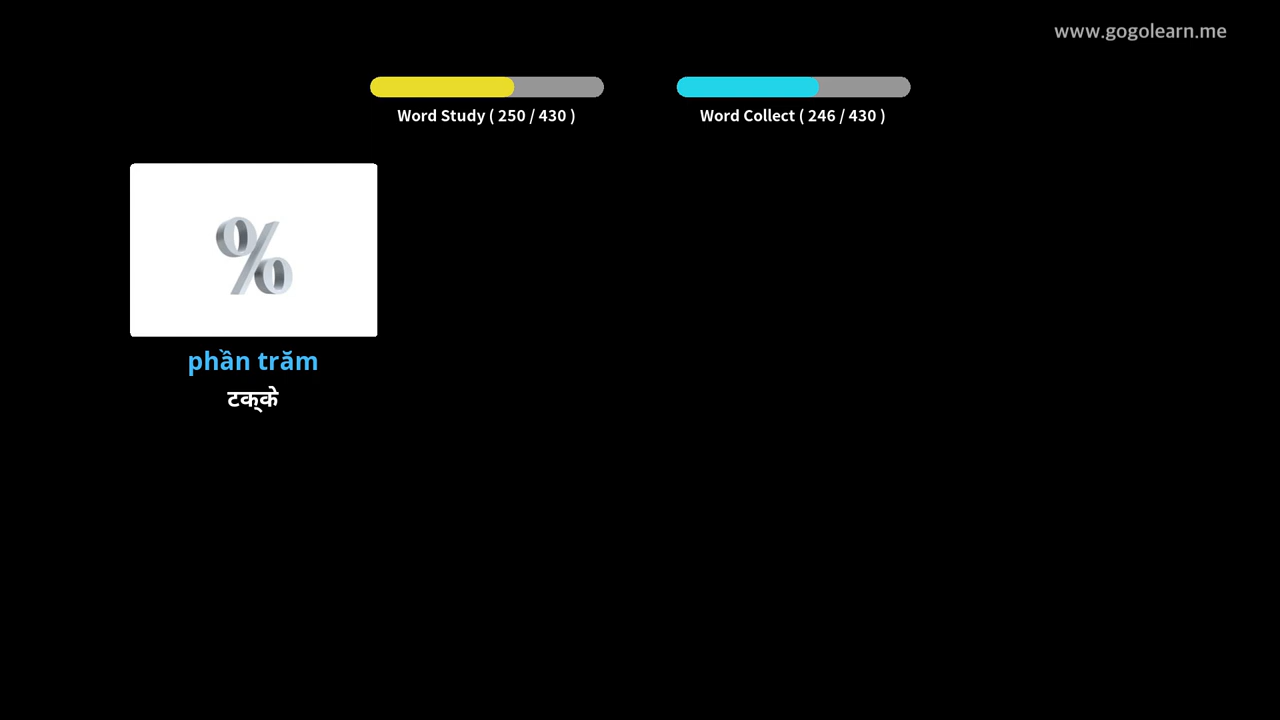 www.gogolearn.me
Word Study ( 250 / 430 )
Word Collect ( 246 / 430 )
%
phần trăm
टक्के